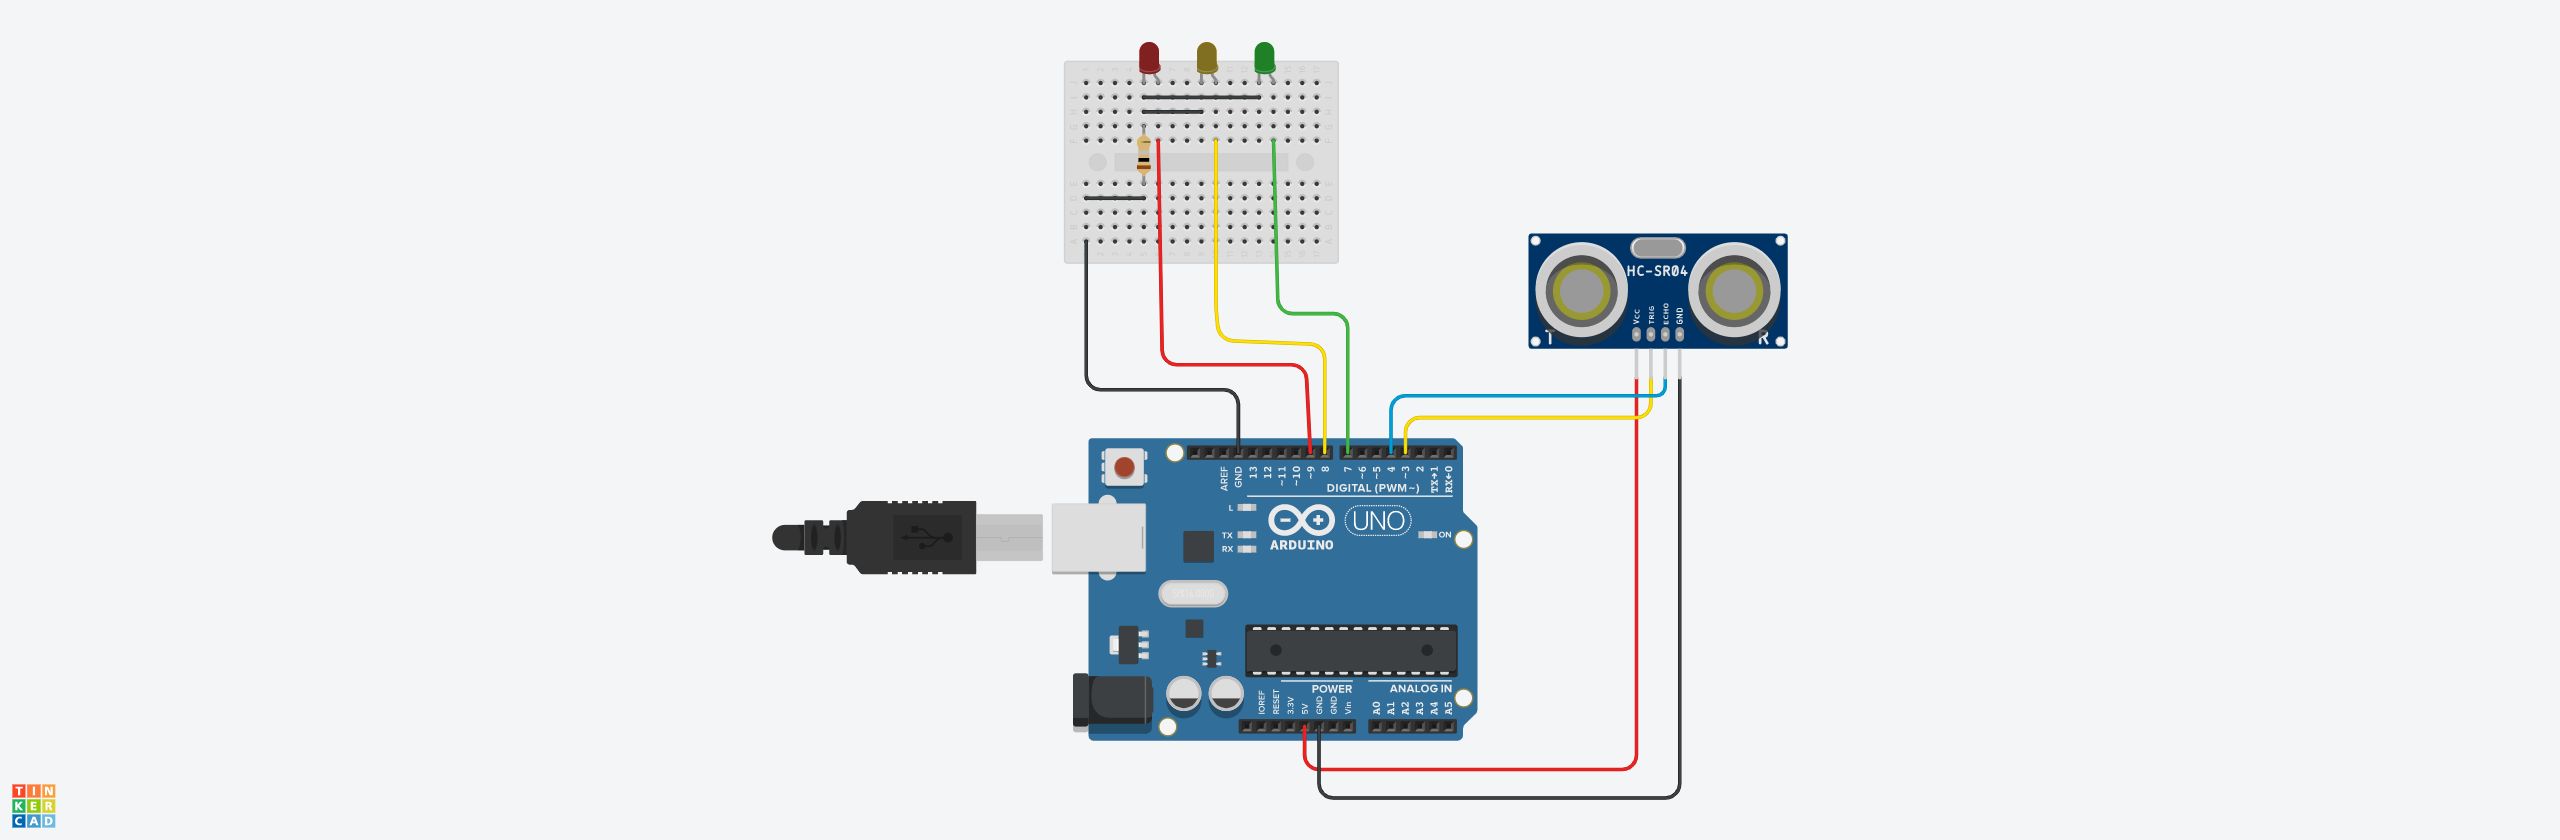 HC-SR04
Vcc
TRIG
ECHO
GND
T
R
AREF
GND
13
12
~11
~10
~9
8
7
~6
~5
4
~3
2
TX→1
RX←0
DIGITAL (PWM~)
L
TX
RX
ARDUINO
UNO
ON
POWER
ANALOG IN
IOREF
RESET
3.3V
5V
GND
GND
Vin
A0
A1
A2
A3
A4
A5
TIN
KER
CAD